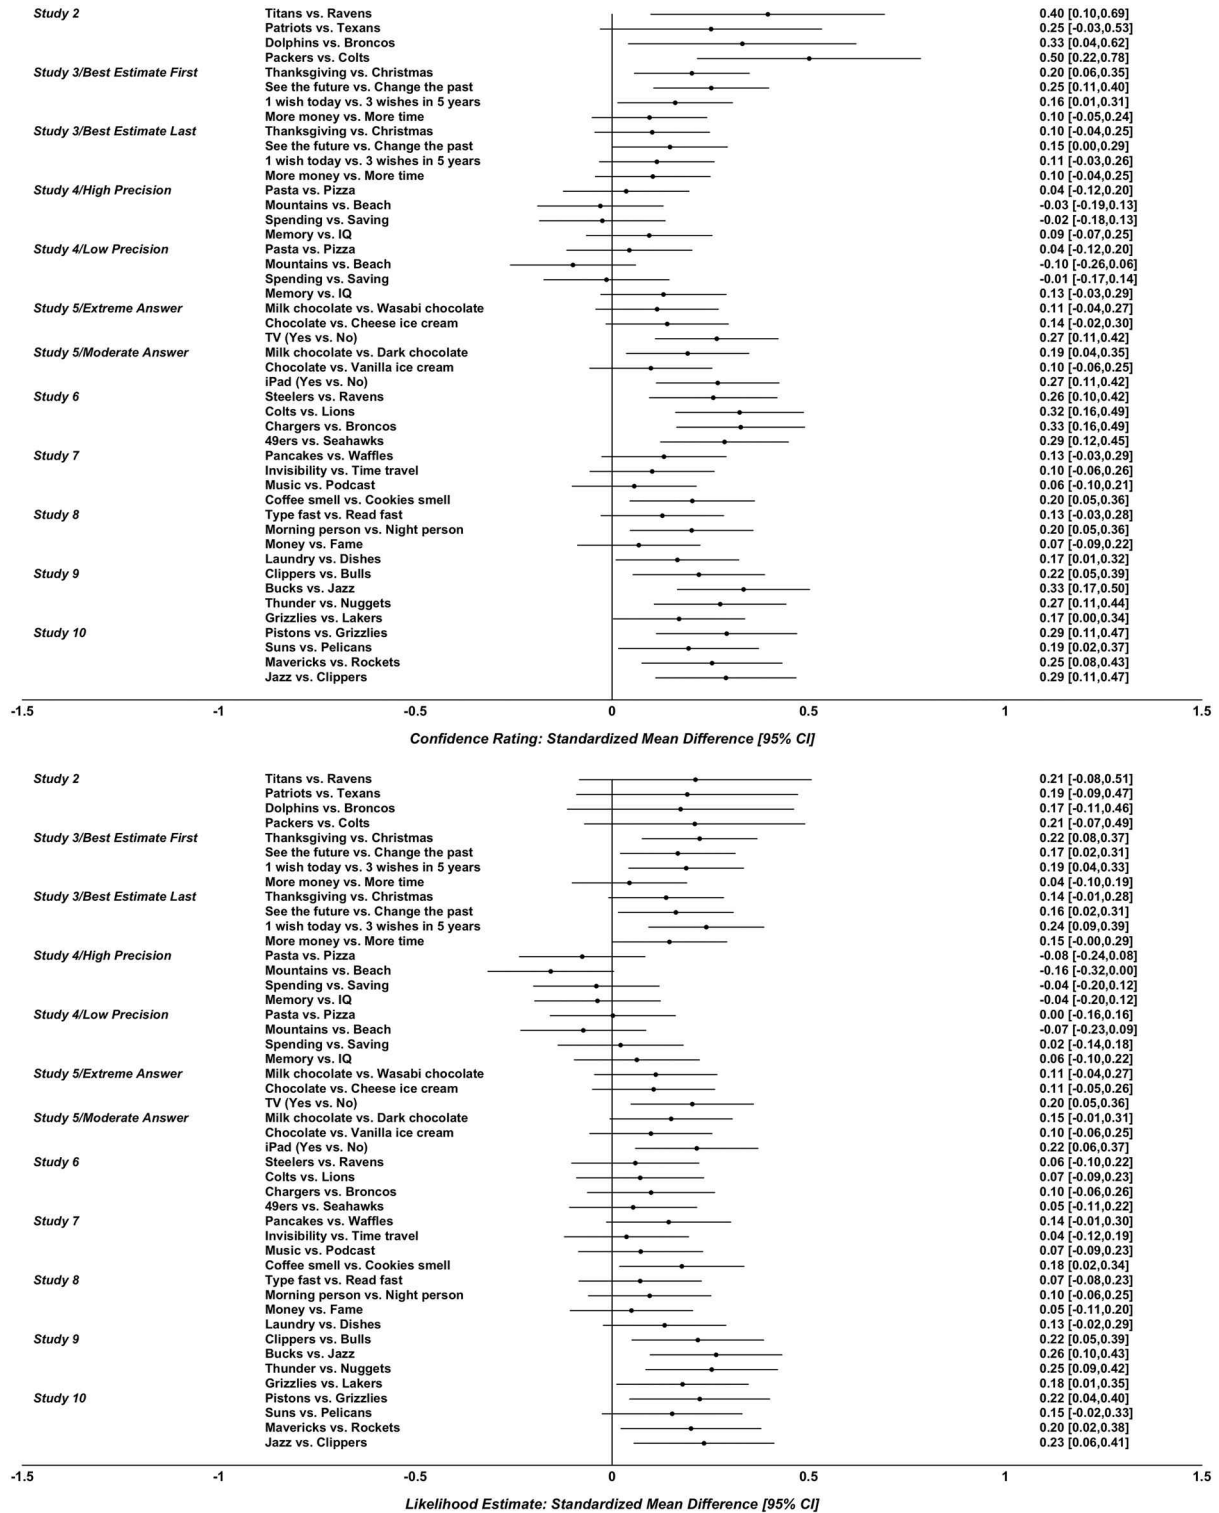 Study 2 Titans vs. Ravens 0.40 [0.10,0.69]
Patriots vs. Texans 0.25 [-0.03,0.53]
Dolphins vs. Broncos 0.33 [0.04,0.62]
Packers vs. Colts 0.50 [0.22,0.78]
Study 3/Best Estimate First Thanksgiving vs. Christmas 0.20 [0.06,0.35]
See the future vs. Change the past 0.25 [0.11,0.40]
1 wish today vs. 3 wishes in 5 years 0.16 [0.01,0.31]
More money vs. More time 0.10 [-0.05,0.24]
Study 3/Best Estimate Last Thanksgiving vs. Christmas 0.10 [-0.04,0.25]
See the future vs. Change the past 0.15 [0.00,0.29]
1 wish today vs. 3 wishes in 5 years 0.11 [-0.03,0.26]
More money vs. More time 0.10 [-0.04,0.25]
Study 4/High Precision Pasta vs. Pizza 0.04 [-0.12,0.20]
Mountains vs. Beach -0.03 [-0.19,0.13]
Spending vs. Saving -0.02 [-0.18,0.13]
Memory vs. IQ 0.09 [-0.07,0.25]
Study 4/Low Precision Pasta vs. Pizza 0.04 [-0.12,0.20]
Mountains vs. Beach -0.10 [-0.26,0.06]
Spending vs. Saving -0.01 [-0.17,0.14]
Memory vs. IQ 0.13 [-0.03,0.29]
Study 5/Extreme Answer Milk chocolate vs. Wasabi chocolate 0.11 [-0.04,0.27]
Chocolate vs. Cheese ice cream 0.14 [-0.02,0.30]
TV (Yes vs. No) 0.27 [0.11,0.42]
Study 5/Moderate Answer Milk chocolate vs. Dark chocolate 0.19 [0.04,0.35]
Chocolate vs. Vanilla ice cream 0.10 [-0.06,0.25]
iPad (Yes vs. No) 0.27 [0.11,0.42]
Study 6 Steelers vs. Ravens 0.26 [0.10,0.42]
Colts vs. Lions 0.32 [0.16,0.49]
Chargers vs. Broncos 0.33 [0.16,0.49]
49ers vs. Seahawks 0.29 [0.12,0.45]
Study 7 Pancakes vs. Waffles 0.13 [-0.03,0.29]
Invisibility vs. Time travel 0.10 [-0.06,0.26]
Music vs. Podcast 0.06 [-0.10,0.21]
Coffee smell vs. Cookies smell 0.20 [0.05,0.36]
Study 8 Type fast vs. Read fast 0.13 [-0.03,0.28]
Morning person vs. Night person 0.20 [0.05,0.36]
Money vs. Fame 0.07 [-0.09,0.22]
Laundry vs. Dishes 0.17 [0.01,0.32]
Study 9 Clippers vs. Bulls 0.22 [0.05,0.39]
Bucks vs. Jazz 0.33 [0.17,0.50]
Thunder vs. Nuggets 0.27 [0.11,0.44]
Grizzlies vs. Lakers 0.17 [0.00,0.34]
Study 10 Pistons vs. Grizzlies 0.29 [0.11,0.47]
Suns vs. Pelicans 0.19 [0.02,0.37]
Mavericks vs. Rockets 0.25 [0.08,0.43]
Jazz vs. Clippers 0.29 [0.11,0.47]
-1.5 -1 -0.5 0 0.5 1 1.5
Confidence Rating: Standardized Mean Difference [95% CI]
Study 2 Titans vs. Ravens 0.21 [-0.08,0.51]
Patriots vs. Texans 0.19 [-0.09,0.47]
Dolphins vs. Broncos 0.17 [-0.11,0.46]
Packers vs. Colts 0.21 [-0.07,0.49]
Study 3/Best Estimate First Thanksgiving vs. Christmas 0.22 [0.08,0.37]
See the future vs. Change the past 0.17 [0.02,0.31]
1 wish today vs. 3 wishes in 5 years 0.19 [0.04,0.33]
More money vs. More time 0.04 [-0.10,0.19]
Study 3/Best Estimate Last Thanksgiving vs. Christmas 0.14 [-0.01,0.28]
See the future vs. Change the past 0.16 [0.02,0.31]
1 wish today vs. 3 wishes in 5 years 0.24 [0.09,0.39]
More money vs. More time 0.15 [-0.00,0.29]
Study 4/High Precision Pasta vs. Pizza -0.08 [-0.24,0.08]
Mountains vs. Beach -0.16 [-0.32,0.00]
Spending vs. Saving -0.04 [-0.20,0.12]
Memory vs. IQ -0.04 [-0.20,0.12]
Study 4/Low Precision Pasta vs. Pizza 0.00 [-0.16,0.16]
Mountains vs. Beach -0.07 [-0.23,0.09]
Spending vs. Saving 0.02 [-0.14,0.18]
Memory vs. IQ 0.06 [-0.10,0.22]
Study 5/Extreme Answer Milk chocolate vs. Wasabi chocolate 0.11 [-0.04,0.27]
Chocolate vs. Cheese ice cream 0.11 [-0.05,0.26]
TV (Yes vs. No) 0.20 [0.05,0.36]
Study 5/Moderate Answer Milk chocolate vs. Dark chocolate 0.15 [-0.01,0.31]
Chocolate vs. Vanilla ice cream 0.10 [-0.06,0.25]
iPad (Yes vs. No) 0.22 [0.06,0.37]
Study 6 Steelers vs. Ravens 0.06 [-0.10,0.22]
Colts vs. Lions 0.07 [-0.09,0.23]
Chargers vs. Broncos 0.10 [-0.06,0.26]
49ers vs. Seahawks 0.05 [-0.11,0.22]
Study 7 Pancakes vs. Waffles 0.14 [-0.01,0.30]
Invisibility vs. Time travel 0.04 [-0.12,0.19]
Music vs. Podcast 0.07 [-0.09,0.23]
Coffee smell vs. Cookies smell 0.18 [0.02,0.34]
Study 8 Type fast vs. Read fast 0.07 [-0.08,0.23]
Morning person vs. Night person 0.10 [-0.06,0.25]
Money vs. Fame 0.05 [-0.11,0.20]
Laundry vs. Dishes 0.13 [-0.02,0.29]
Study 9 Clippers vs. Bulls 0.22 [0.05,0.39]
Bucks vs. Jazz 0.26 [0.10,0.43]
Thunder vs. Nuggets 0.25 [0.09,0.42]
Grizzlies vs. Lakers 0.18 [0.01,0.35]
Study 10 Pistons vs. Grizzlies 0.22 [0.04,0.40]
Suns vs. Pelicans 0.15 [-0.02,0.33]
Mavericks vs. Rockets 0.20 [0.02,0.38]
Jazz vs. Clippers 0.23 [0.06,0.41]
-1.5 -1 -0.5 0 0.5 1 1.5
Likelihood Estimate: Standardized Mean Difference [95% CI]